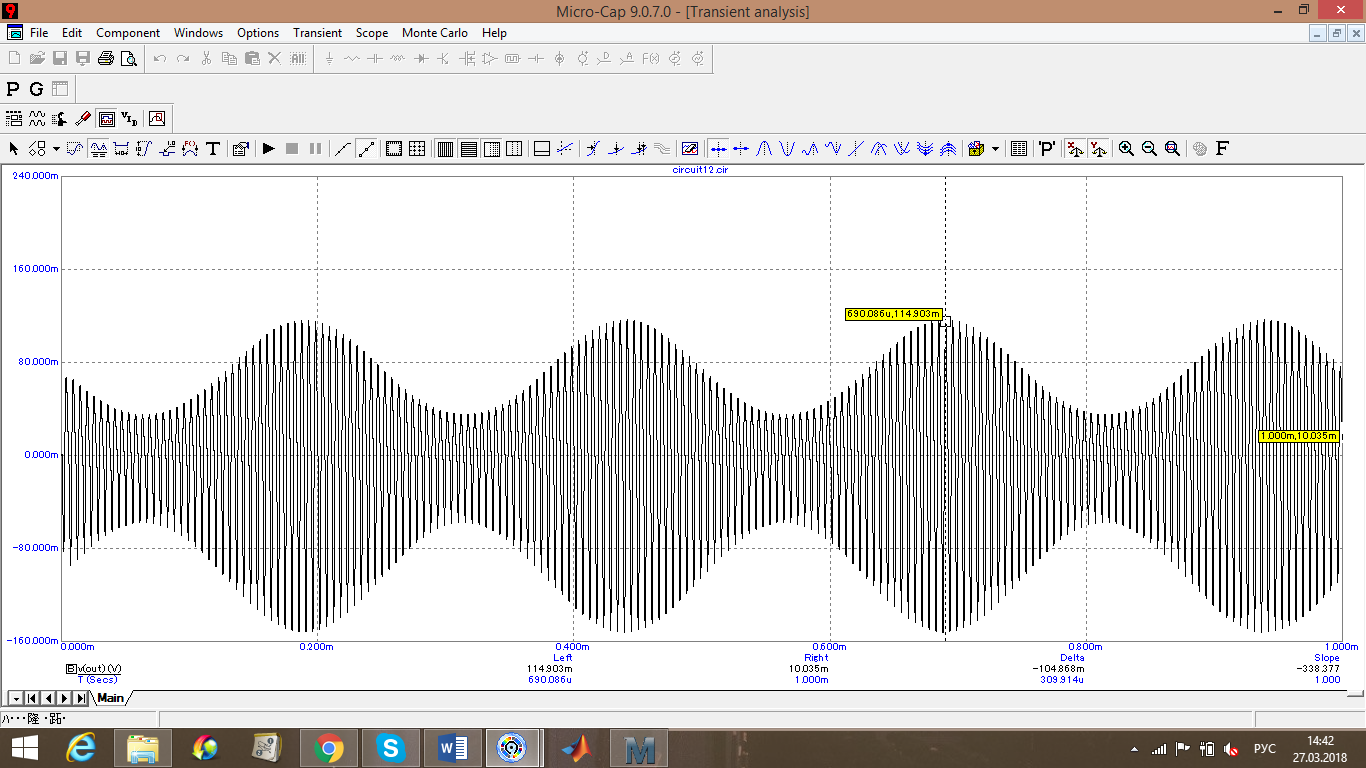 Micro-Cap 9.0.7.0 - [Transient analysis]
File Edit Component Windows Options Transient Scope Monte Carlo Help
P G
T 'P' F
circuit12.cir
240.000m
160.000m
80.000m
0.000m
-80.000m
-160.000m
690.086u,114.903m
1.000m,10.035m
0.000m 0.200m 0.400m 0.600m 0.800m 1.000m
Left Right Delta Slope
v(out) (V) 114.903m 10.035m -104.868m -338.377
T (Secs) 690.086u 1.000m 309.914u 1.000
Main
РУС
14:42
27.03.2018